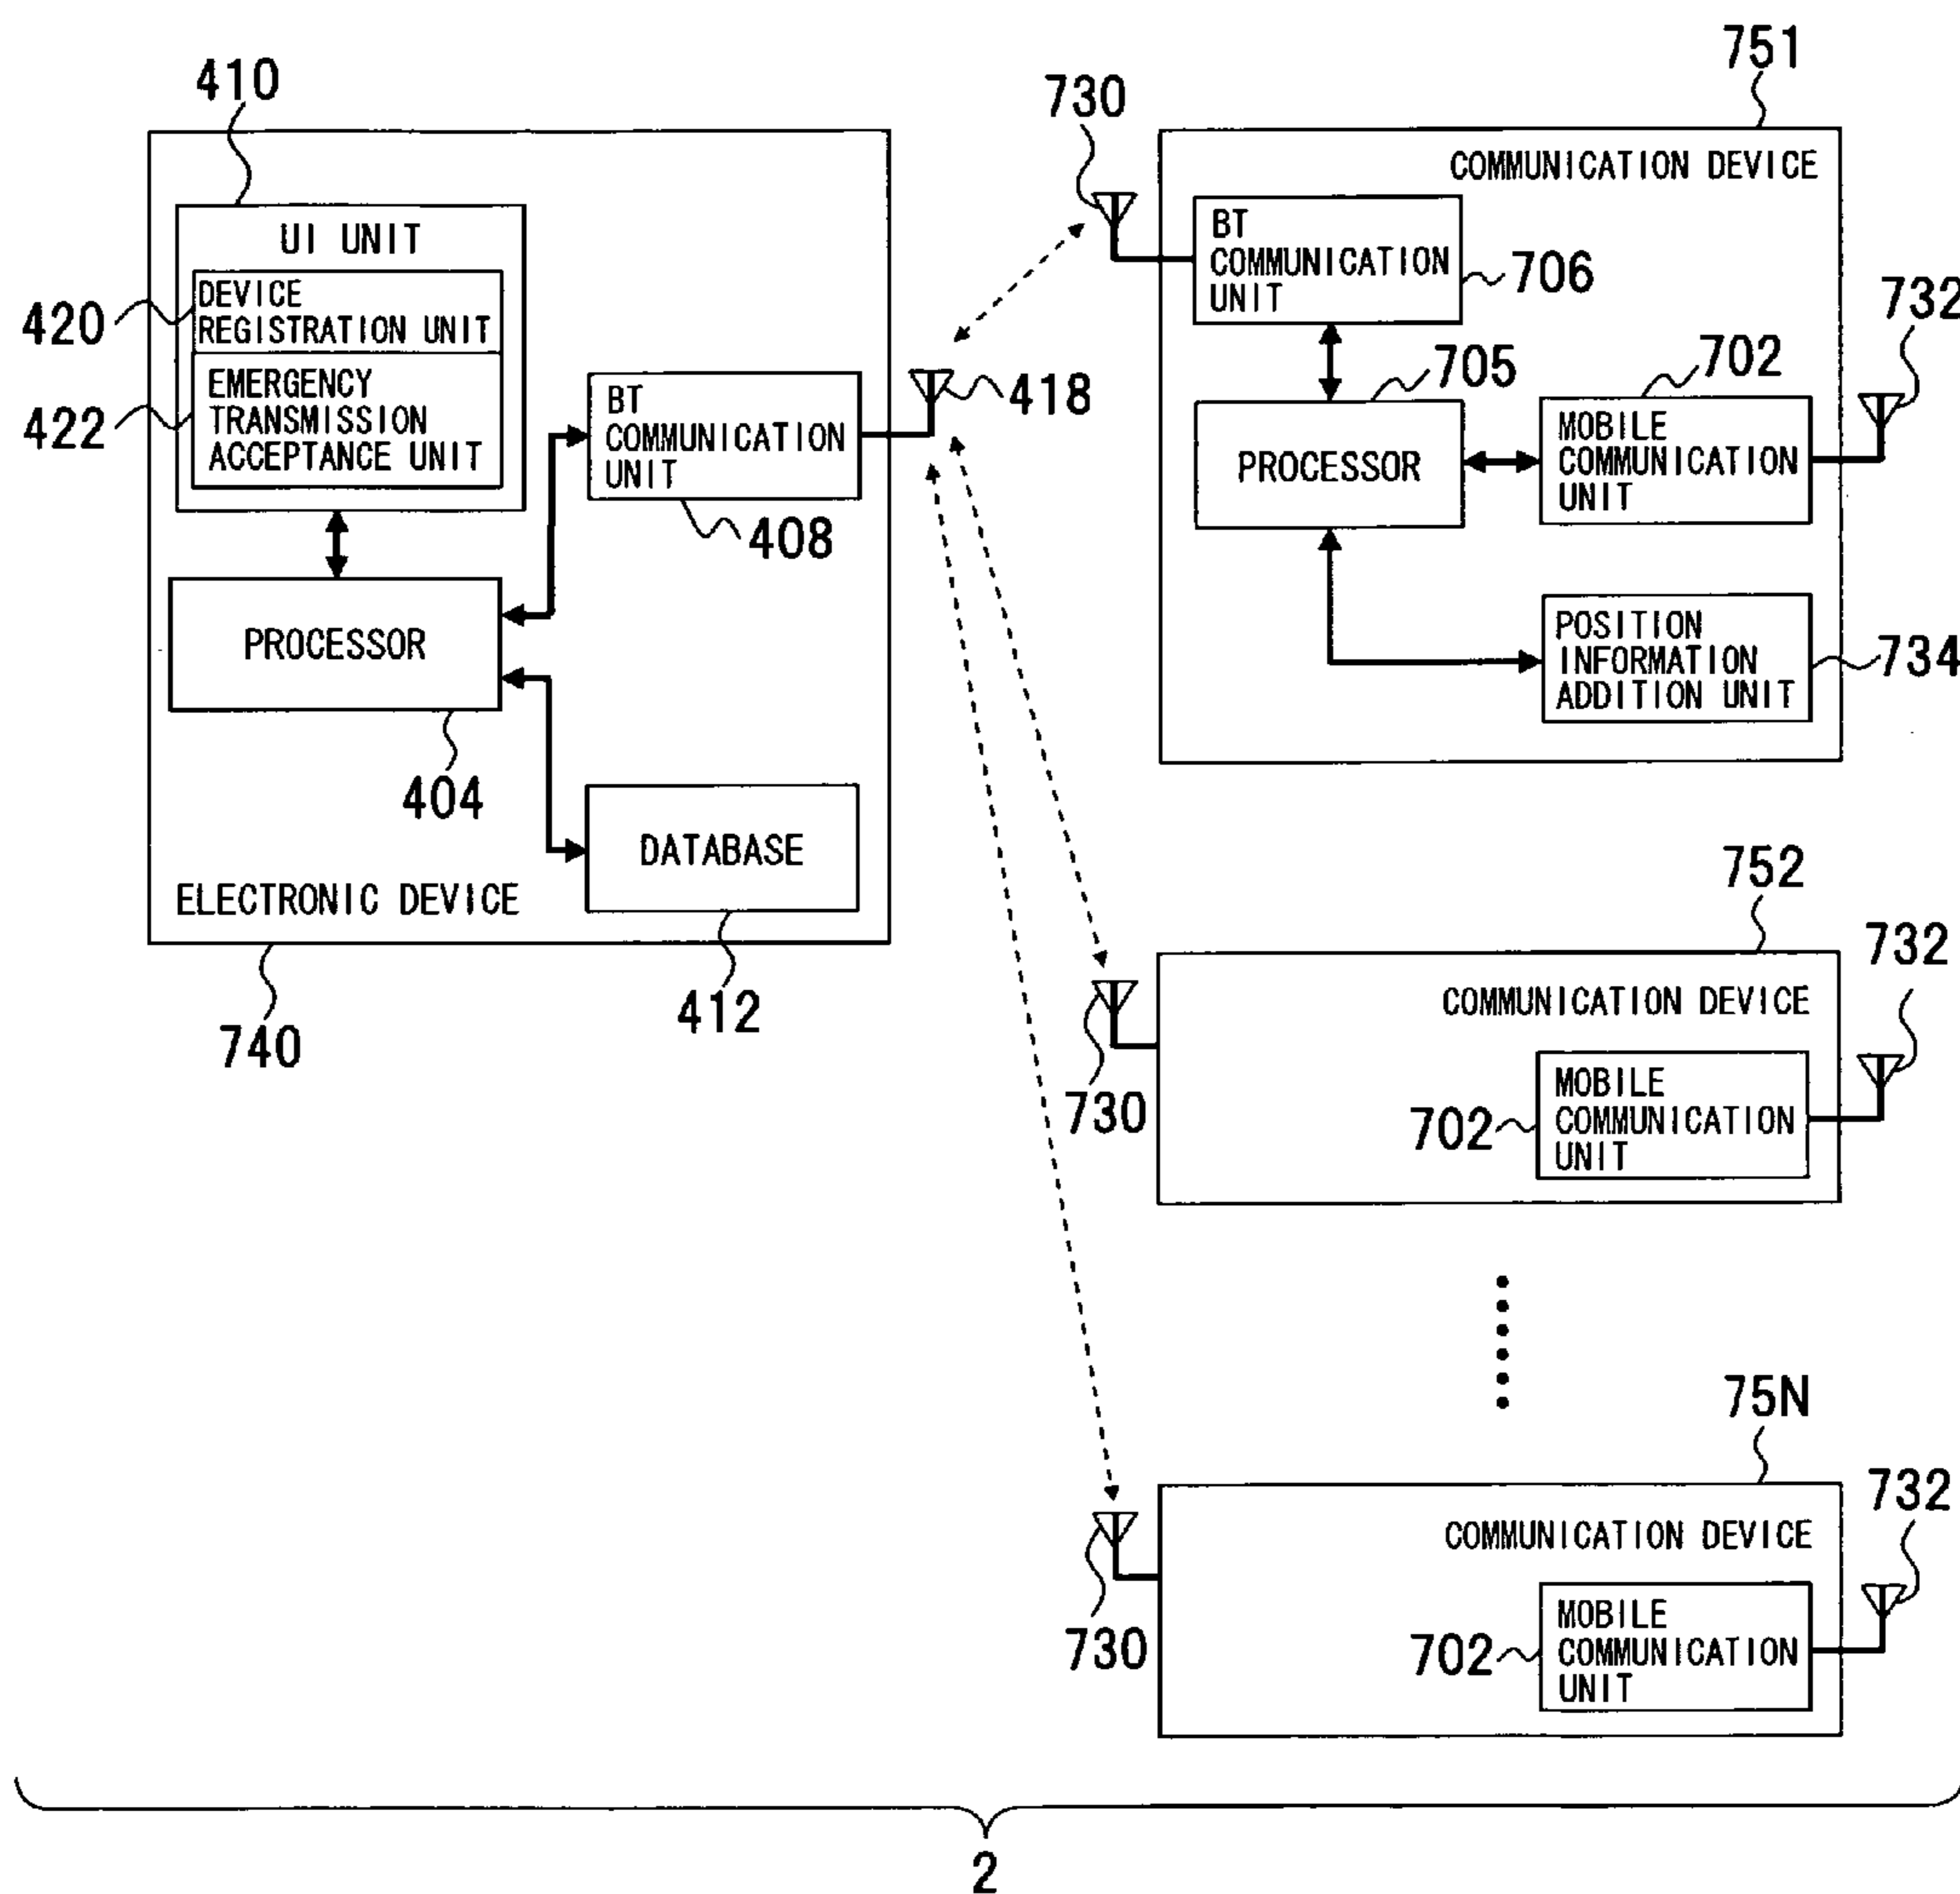 751
410
730
COMMUNICATION DEVICE
UI UNIT
BT
COMMUNICATION
UNIT
706
732
DEVICE
REGISTRATION UNIT
420
EMERGENCY
TRANSMISSION
ACCEPTANCE UNIT
422
BT
COMMUNICATION
UNIT
418
408
705
702
PROCESSOR
MOBILE
COMMUNICATION
UNIT
PROCESSOR
404
POSITION
INFORMATION
ADDITION UNIT
734
DATABASE
412
ELECTRONIC DEVICE
740
752
732
COMMUNICATION DEVICE
730
702
MOBILE
COMMUNICATION
UNIT
75N
732
COMMUNICATION DEVICE
730
702
MOBILE
COMMUNICATION
UNIT
2